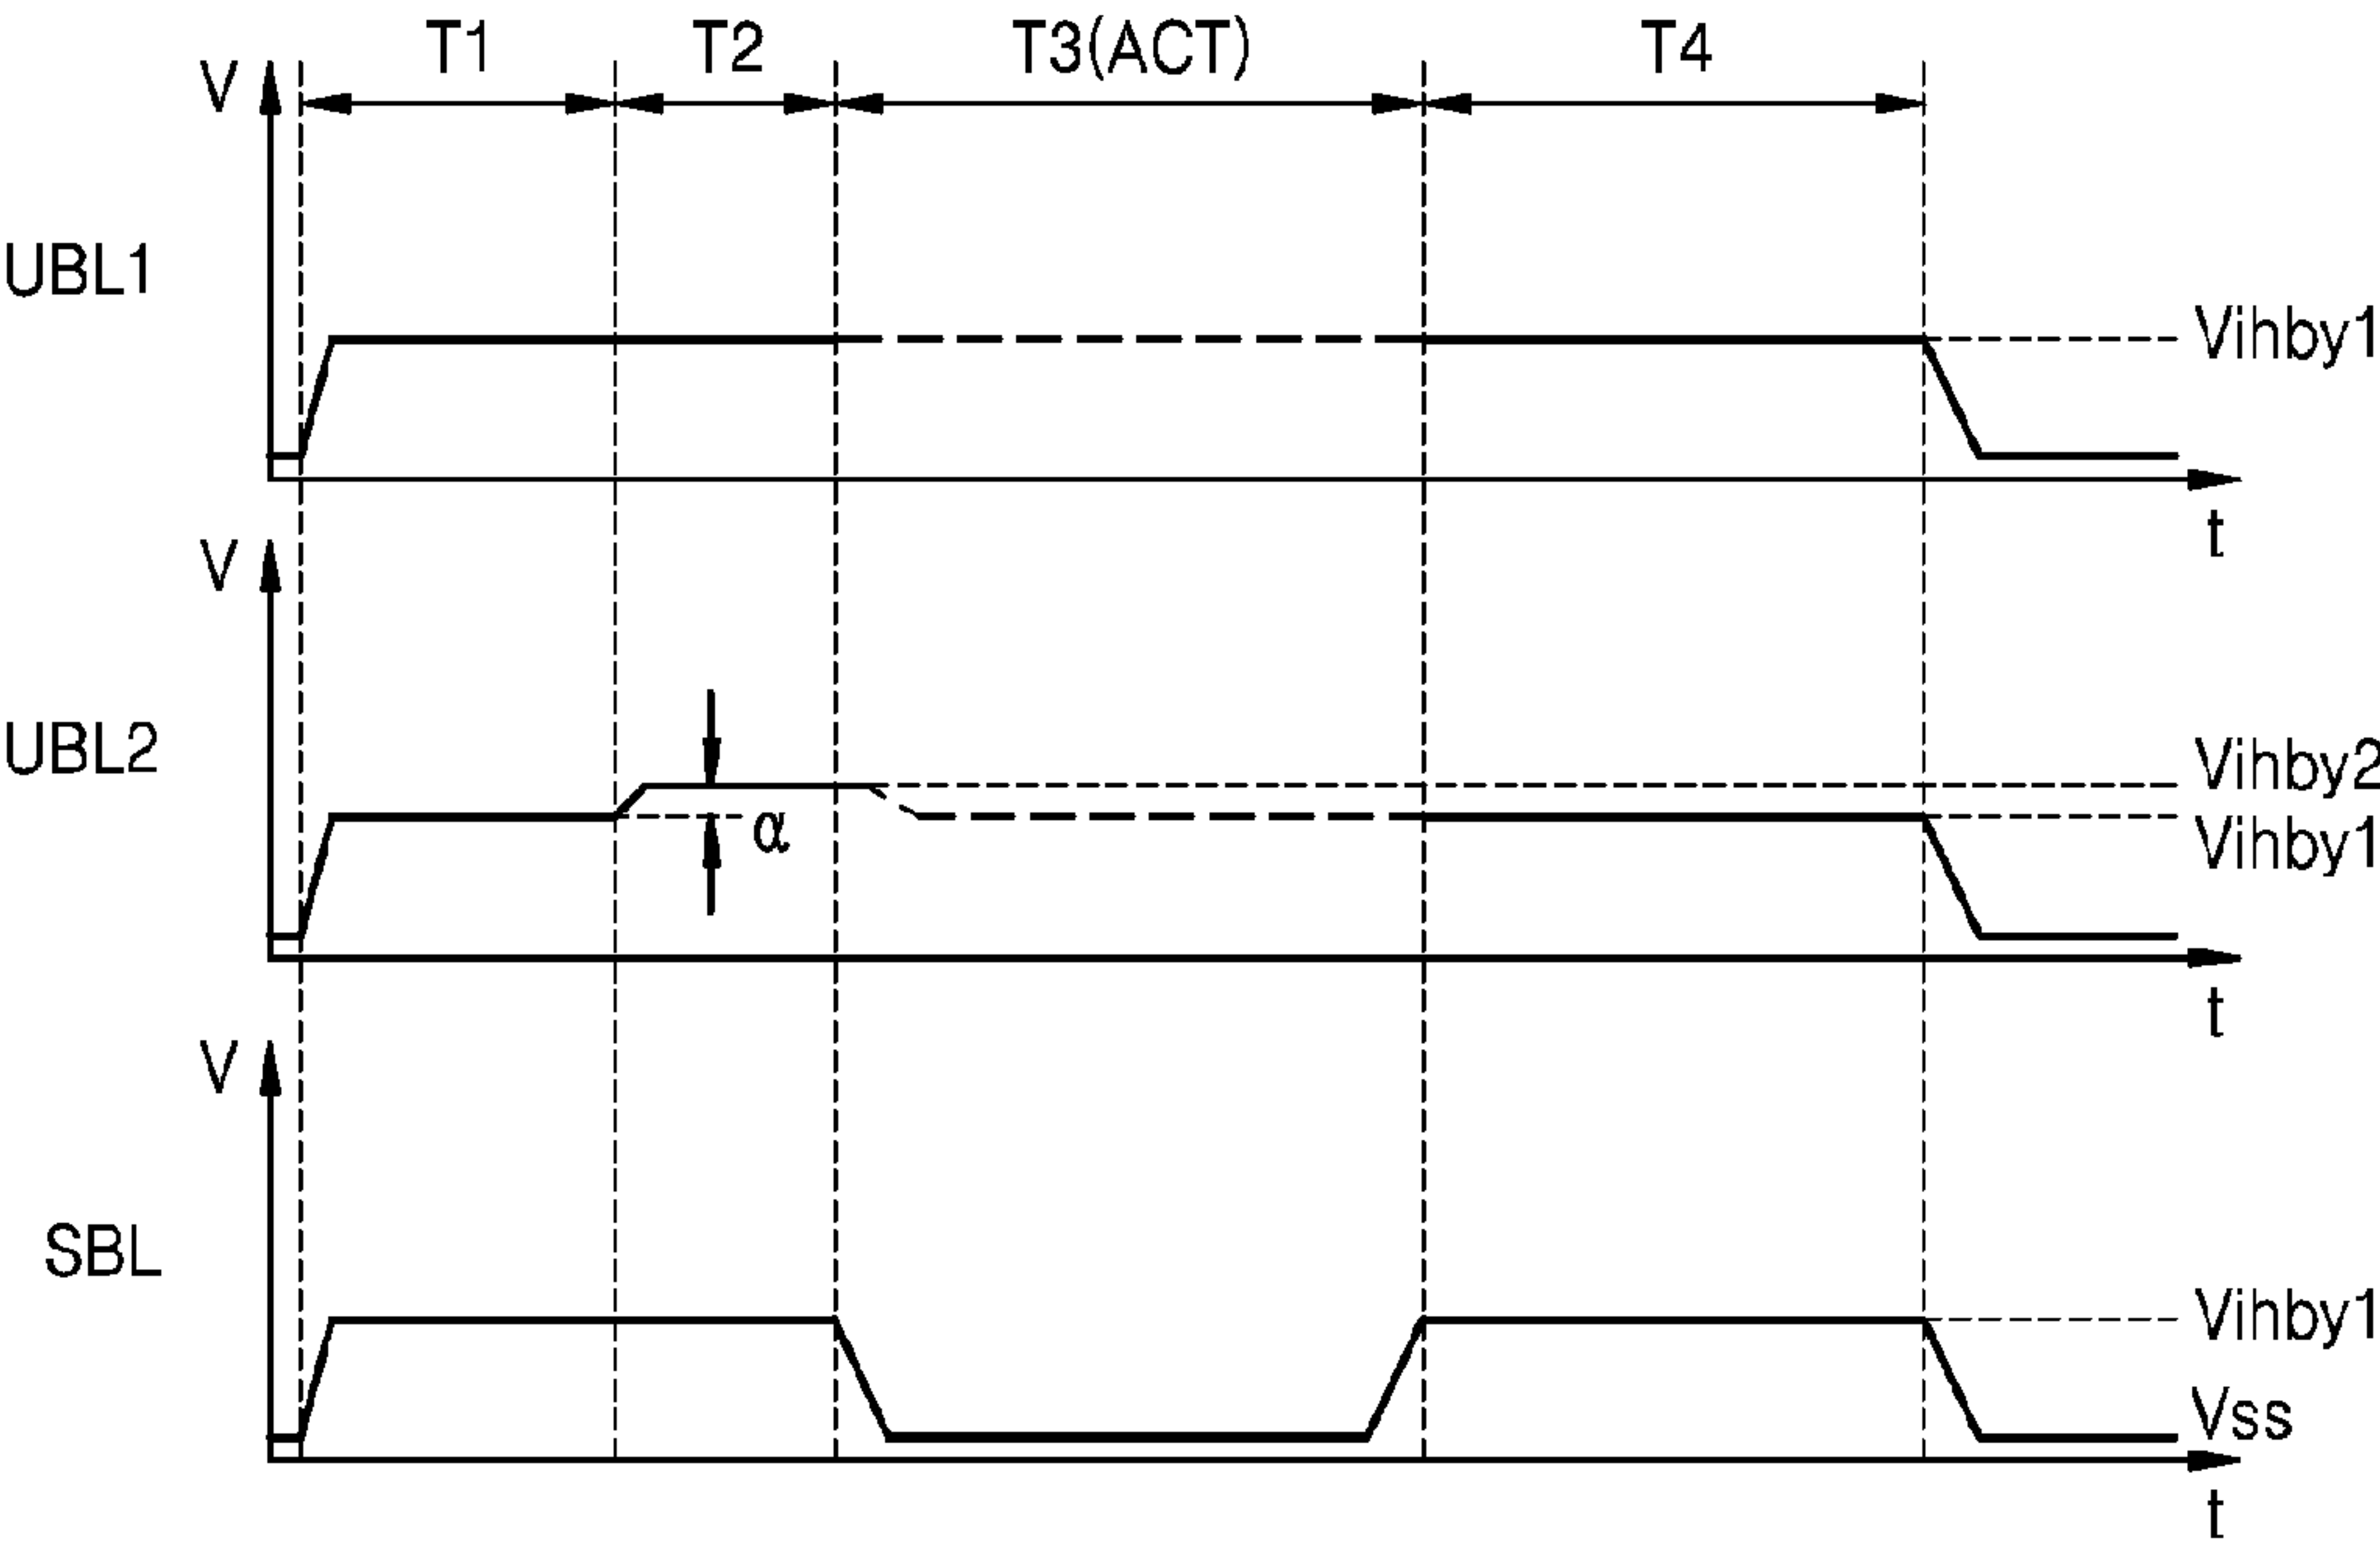 T1 T2 T3(ACT) T4
V
UBL1
Vihby1
t
V
UBL2
Vihby2
α
Vihby1
t
V
SBL
Vihby1
Vss
t